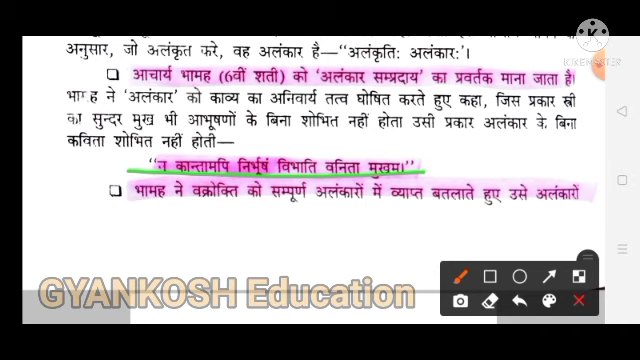 अनुसार, जो अलंकृत करे, वह अलंकार है–“अलंकृतिः अलंकारः'।
❑ आचार्य भामह (6वीं शती) को ‘अलंकार सम्प्रदाय’ का प्रवर्तक माना जाता है।
भामह ने ‘अलंकार’ को काव्य का अनिवार्य तत्व घोषित करते हुए कहा, जिस प्रकार स्त्री
का सुन्दर मुख भी आभूषणों के बिना शोभित नहीं होता उसी प्रकार अलंकार के बिना
कविता शोभित नहीं होती–
‘‘न कान्तामपि निर्भूषं विभाति वनिता मुखम।’’
❑ भामह ने वक्रोक्ति को सम्पूर्ण अलंकारों में व्याप्त बतलाते हुए उसे अलंकारों
GYANKOSH Education
KINEMASTER